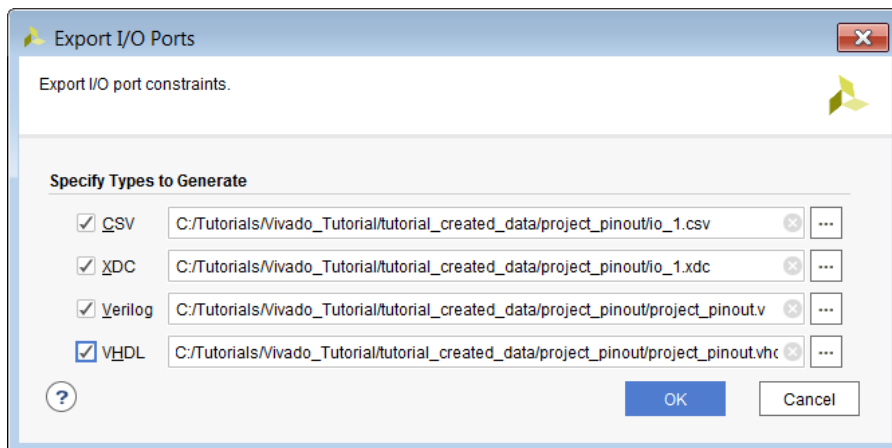 Export I/O Ports
Export I/O port constraints.
Specify Types to Generate
CSV C:/Tutorials/Vivado_Tutorial/tutorial_created_data/project_pinout/io_1.csv ...
XDC C:/Tutorials/Vivado_Tutorial/tutorial_created_data/project_pinout/io_1.xdc ...
Verilog C:/Tutorials/Vivado_Tutorial/tutorial_created_data/project_pinout/project_pinout.v ...
VHDL C:/Tutorials/Vivado_Tutorial/tutorial_created_data/project_pinout/project_pinout.vhd ...
? OK Cancel